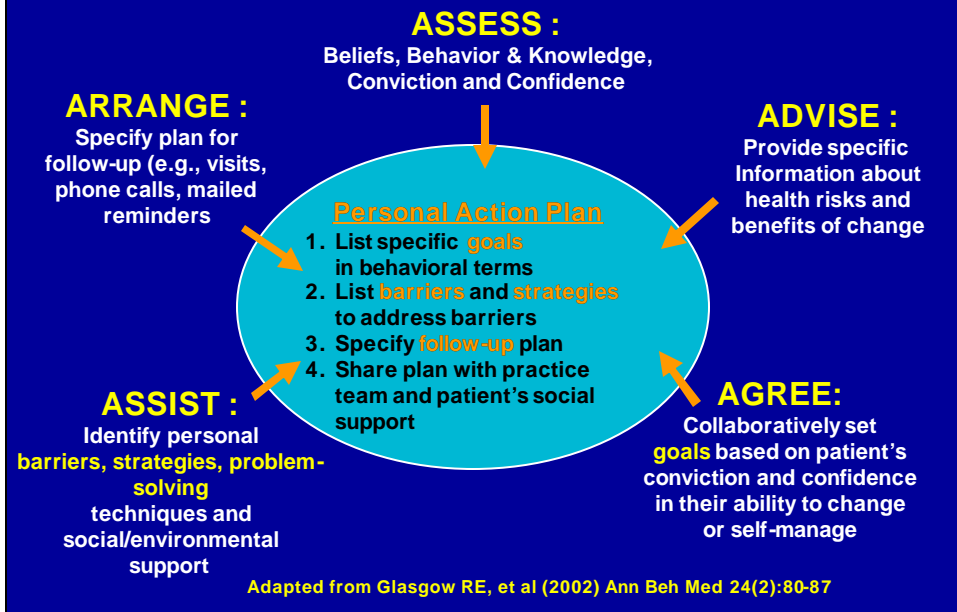 ASSESS :
Beliefs, Behavior & Knowledge,
Conviction and Confidence
ADVISE :
Provide specific
Information about
health risks and
benefits of change
AGREE:
Collaboratively set
goals based on patient's
conviction and confidence
in their ability to change
or self-manage
ASSIST :
Identify personal
barriers, strategies, problem-
solving
techniques and
social/environmental
support
ARRANGE :
Specify plan for
follow-up (e.g., visits,
phone calls, mailed
reminders
Personal Action Plan
1. List specific goals
in behavioral terms
2. List barriers and strategies
to address barriers
3. Specify follow-up plan
4. Share plan with practice
team and patient's social
support
Adapted from Glasgow RE, et al (2002) Ann Beh Med 24(2):80-87